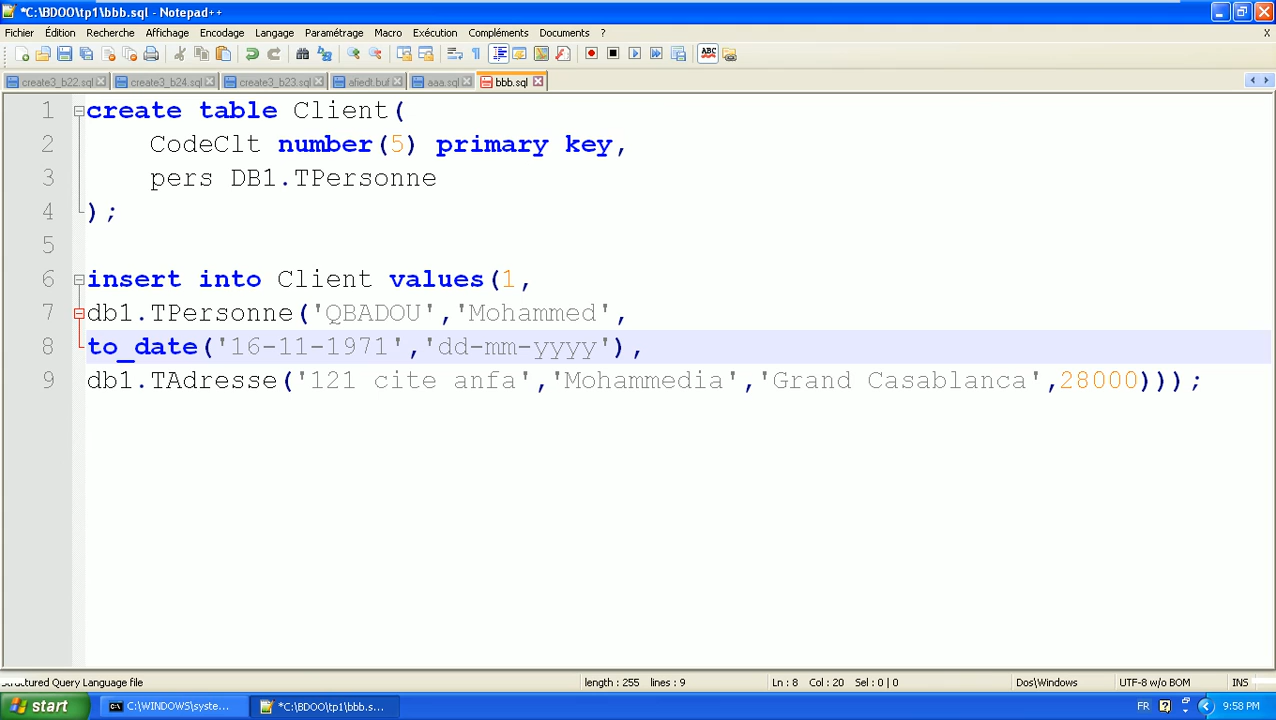 *C:\BDOO\tp1\bbb.sql - Notepad++
Fichier Édition Recherche Affichage Encodage Langage Paramétrage Macro Exécution Compléments Documents ? X
create3_b22.sql create3_b24.sql create3_b23.sql afiedt.buf aaa.sql bbb.sql
1 create table Client(
2 CodeClt number(5) primary key,
3 pers DB1.TPersonne
4 );
5
6 insert into Client values(1,
7 db1.TPersonne('QBADOU','Mohammed',
8 to_date('16-11-1971','dd-mm-yyyy'),
9 db1.TAdresse('121 cite anfa','Mohammedia','Grand Casablanca',28000)));
Structured Query Language file length : 255 lines : 9 Ln : 8 Col : 20 Sel : 0 | 0 Dos\Windows UTF-8 w/o BOM INS
start C:\WINDOWS\syste... *C:\BDOO\tp1\bbb.s... FR 9:58 PM